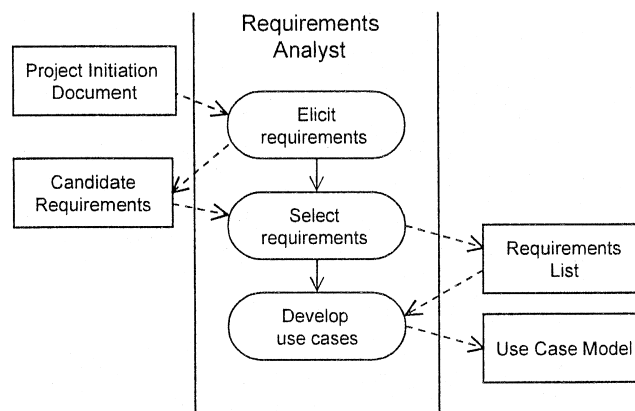 Requirements
Analyst
Project Initiation
Document
Elicit
requirements
Candidate
Requirements
Select
requirements
Requirements
List
Develop
use cases
Use Case Model